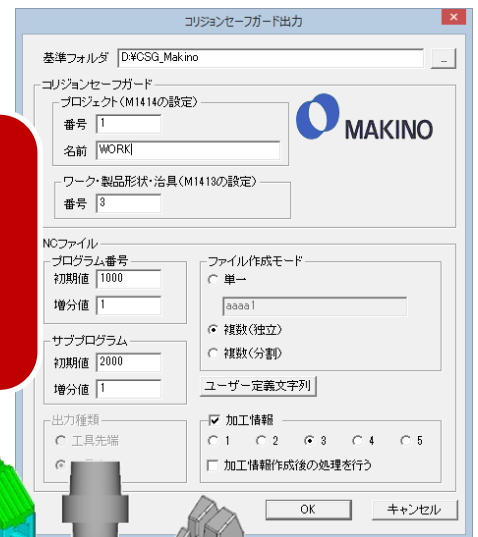 コリジョンセーフガード出力
基準フォルダ D:¥CSG_Makino ...
コリジョンセーフガード
プロジェクト(M1414の設定)
番号 1
名前 WORK
MAKINO
ワーク・製品形状・治具(M1413の設定)
番号 3
NCファイル
プログラム番号
初期値 1000
増分値 1
サブプログラム
初期値 2000
増分値 1
ファイル作成モード
単一
aaaa1
複数(独立)
複数(分割)
ユーザー定義文字列
出力種類
工具先端
加工情報
1 2 3 4 5
加工情報作成後の処理を行う
OK キャンセル